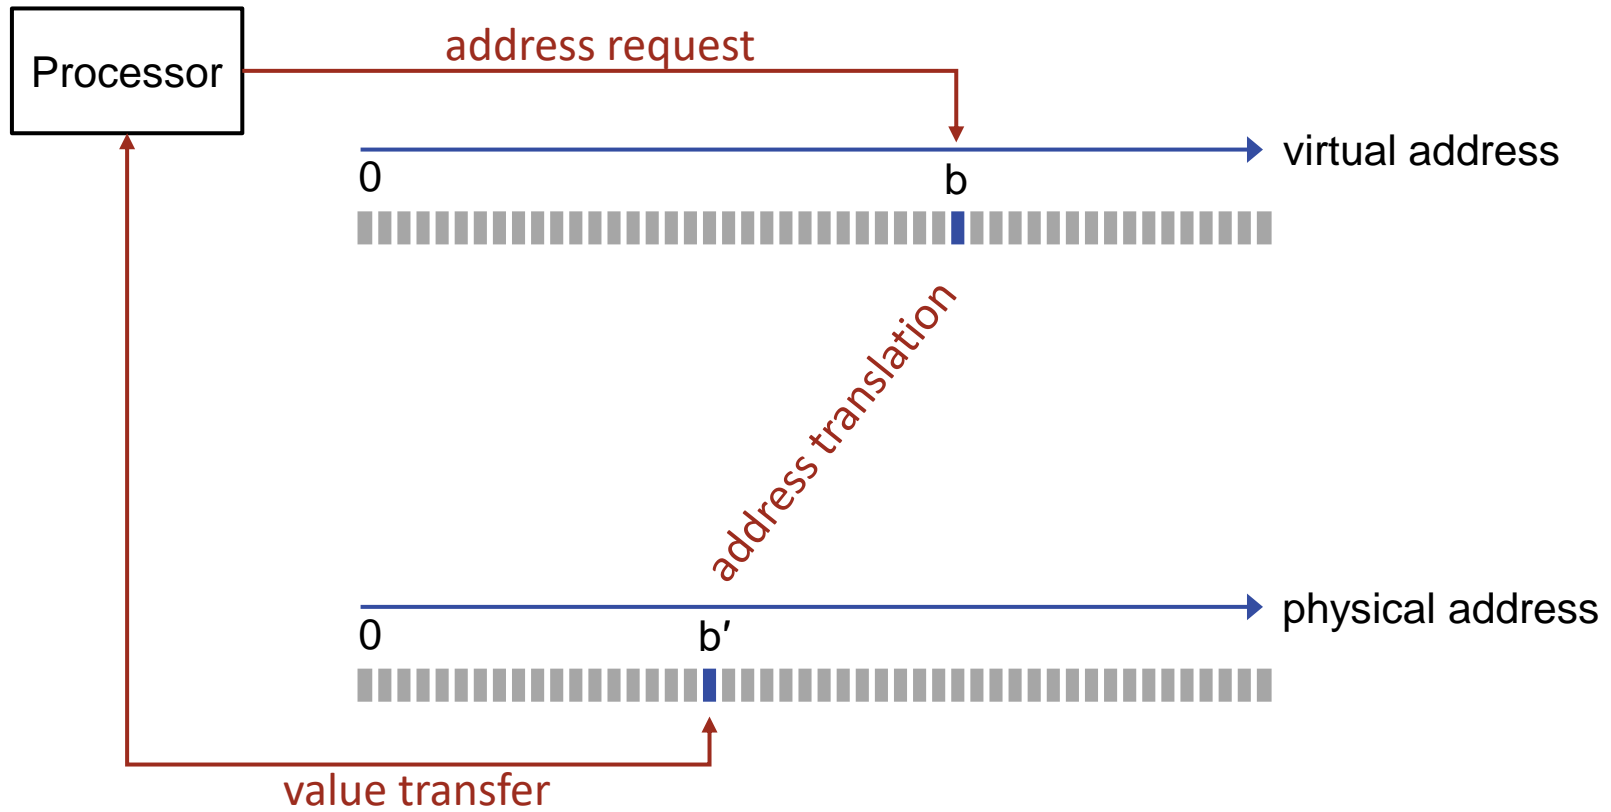 address request
Processor
virtual address
0
b
address translation
physical address
0
b′
value transfer